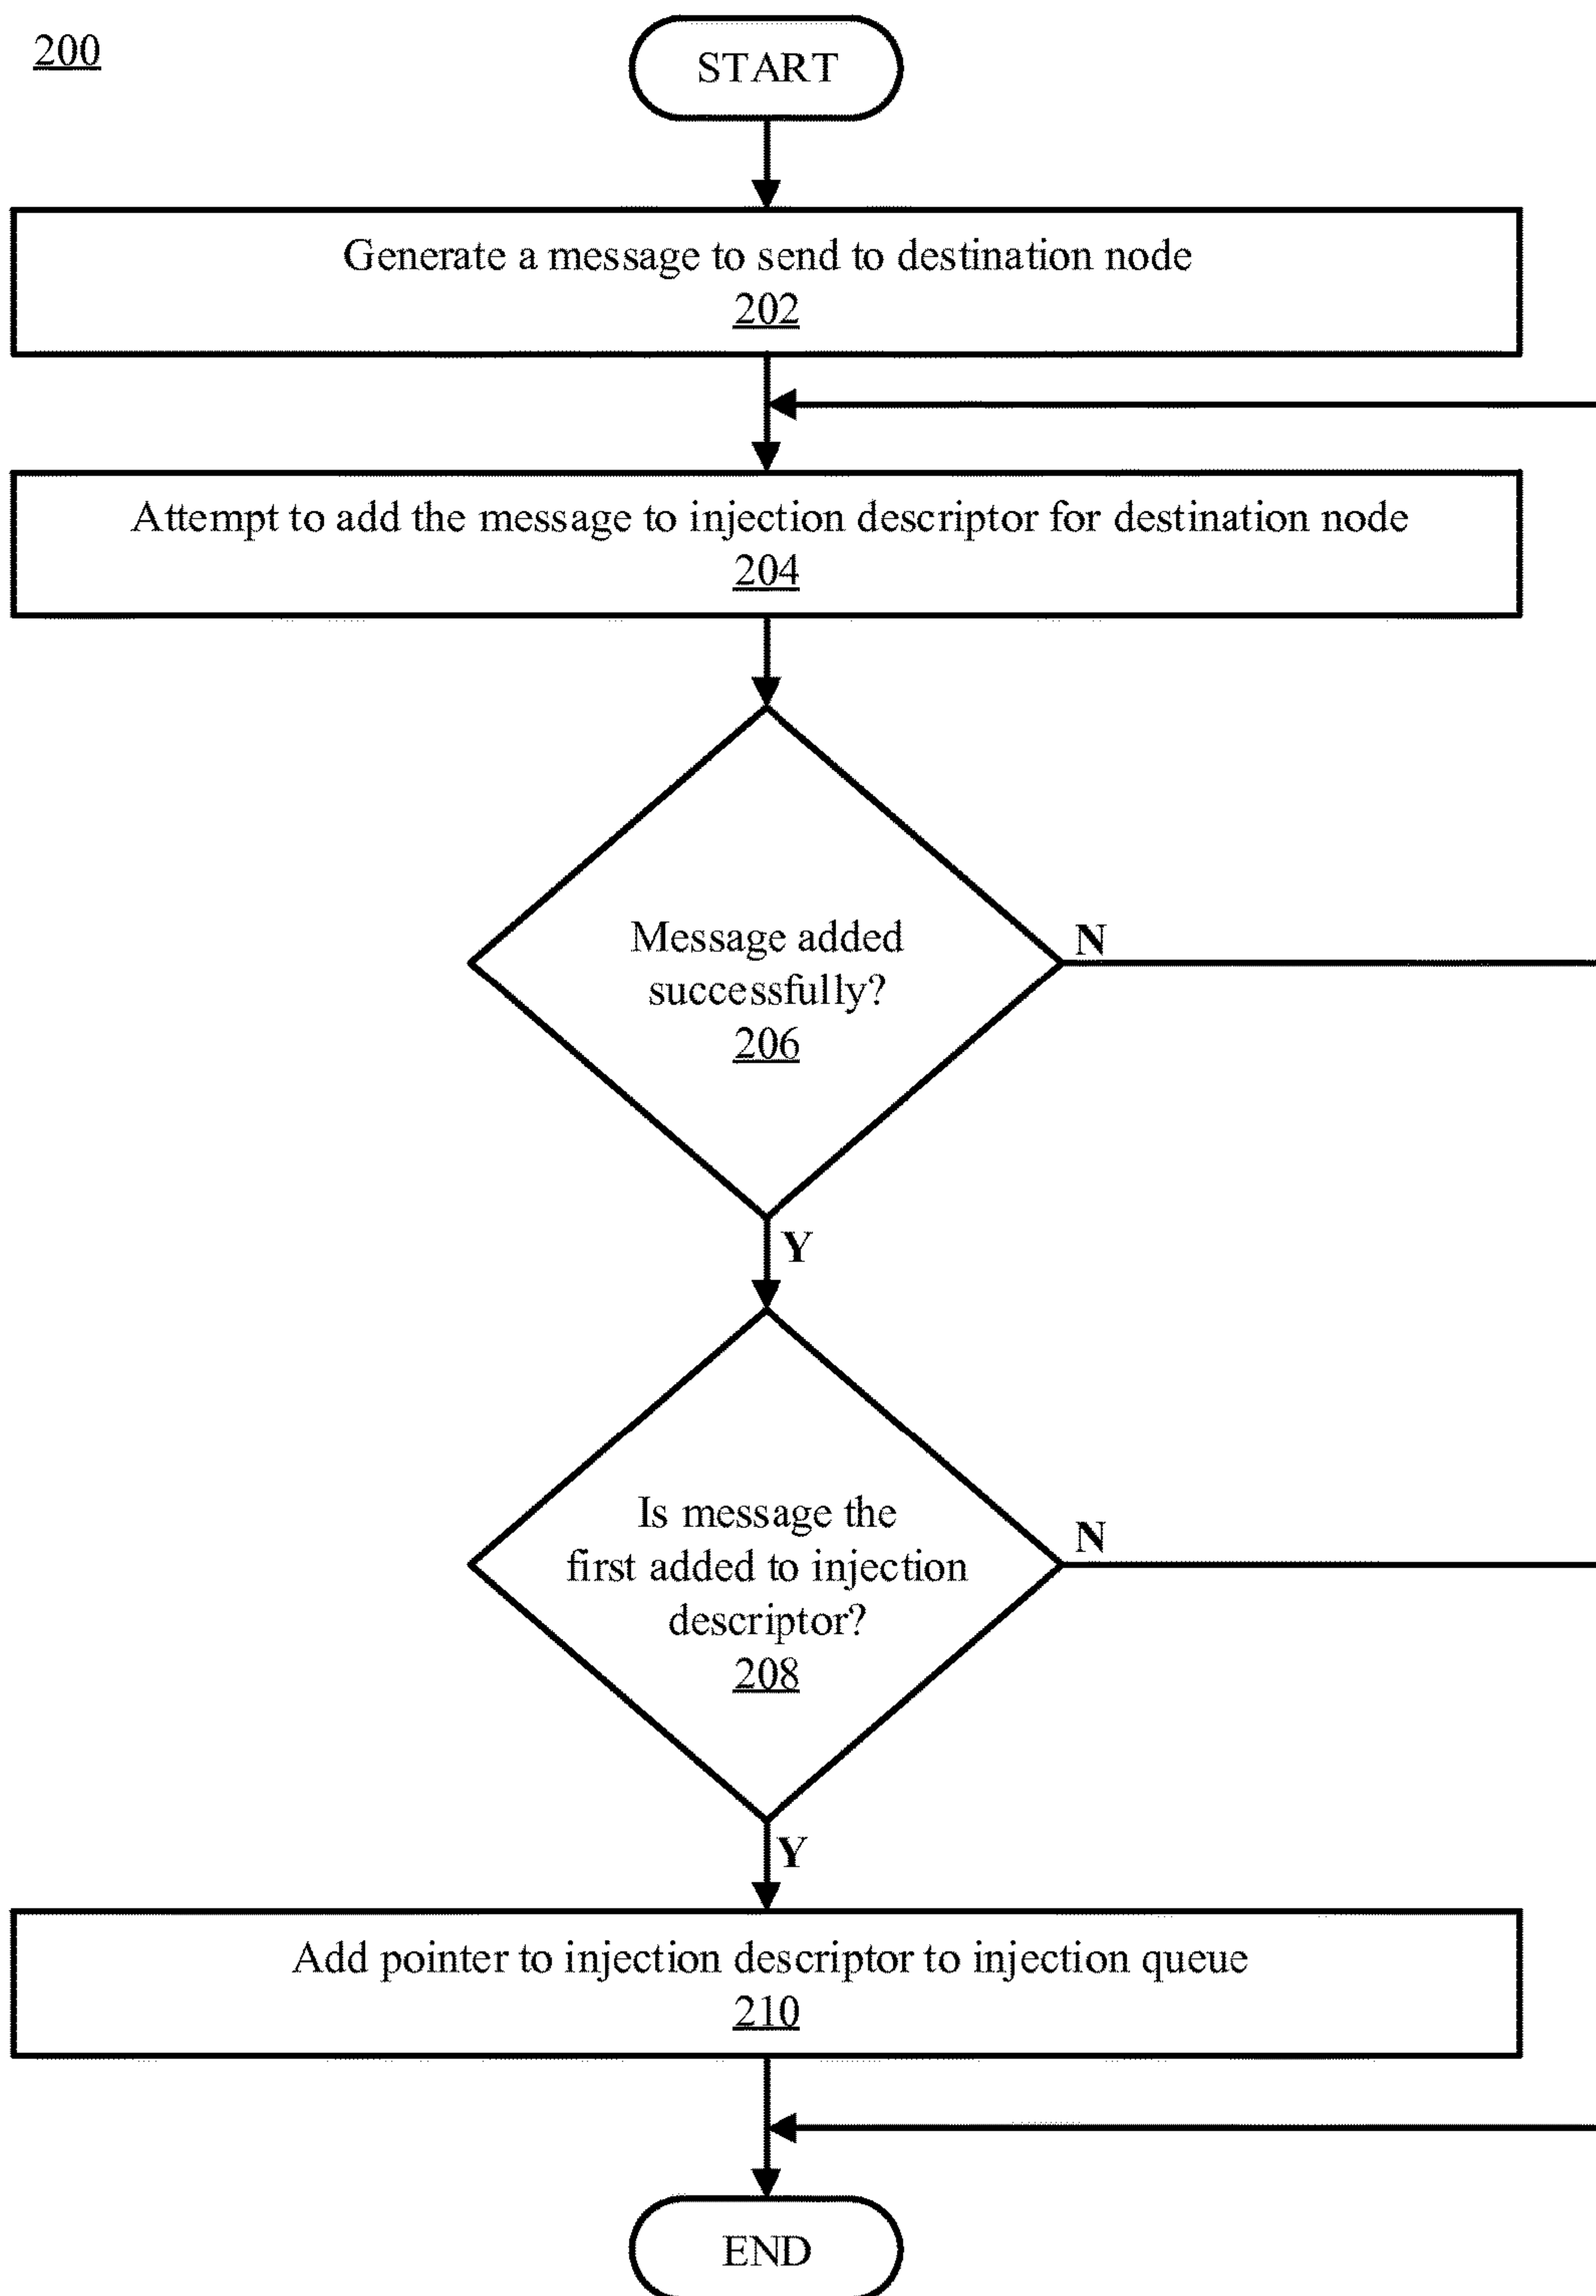 200
START
Generate a message to send to destination node
202
Attempt to add the message to injection descriptor for destination node
204
Message added
successfully?
206
N
Y
Is message the
first added to injection
descriptor?
208
N
Y
Add pointer to injection descriptor to injection queue
210
END